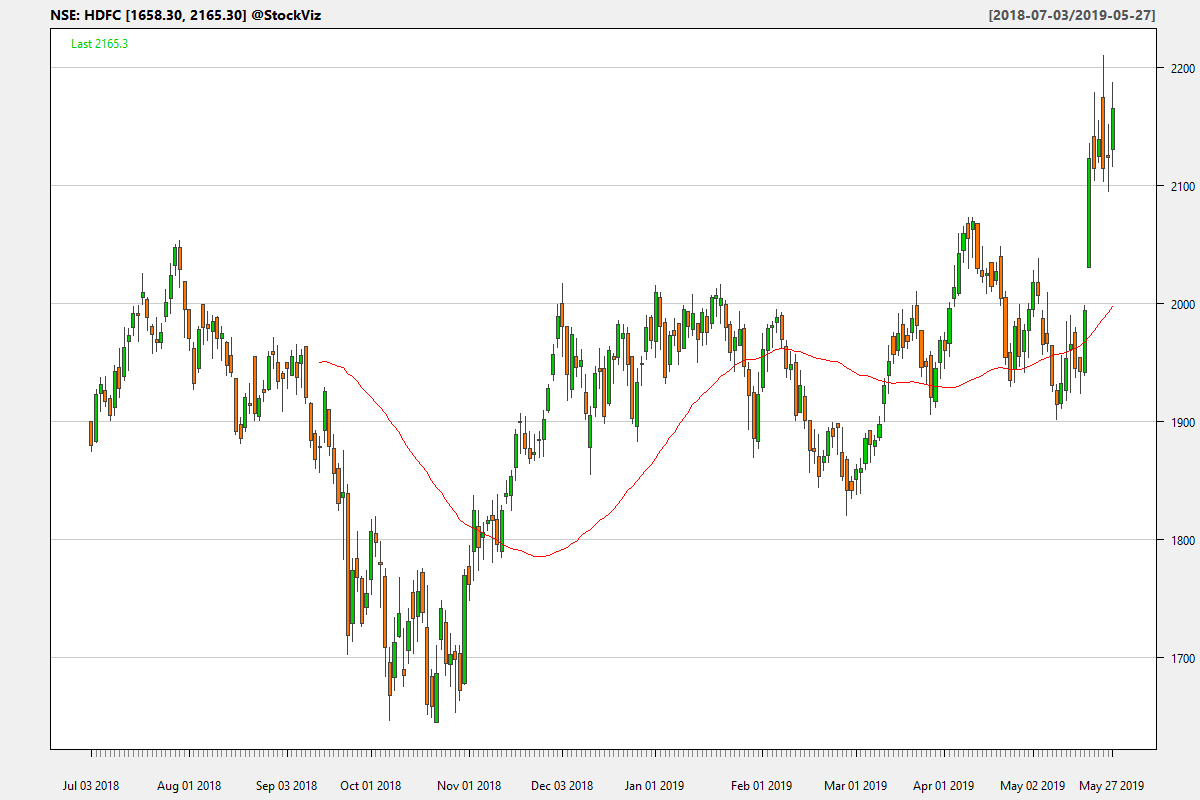 NSE: HDFC [1658.30, 2165.30] @StockViz [2018-07-03/2019-05-27]
Last 2165.3
2200
2100
2000
1900
1800
1700
Jul 03 2018 Aug 01 2018 Sep 03 2018 Oct 01 2018 Nov 01 2018 Dec 03 2018 Jan 01 2019 Feb 01 2019 Mar 01 2019 Apr 01 2019 May 02 2019 May 27 2019